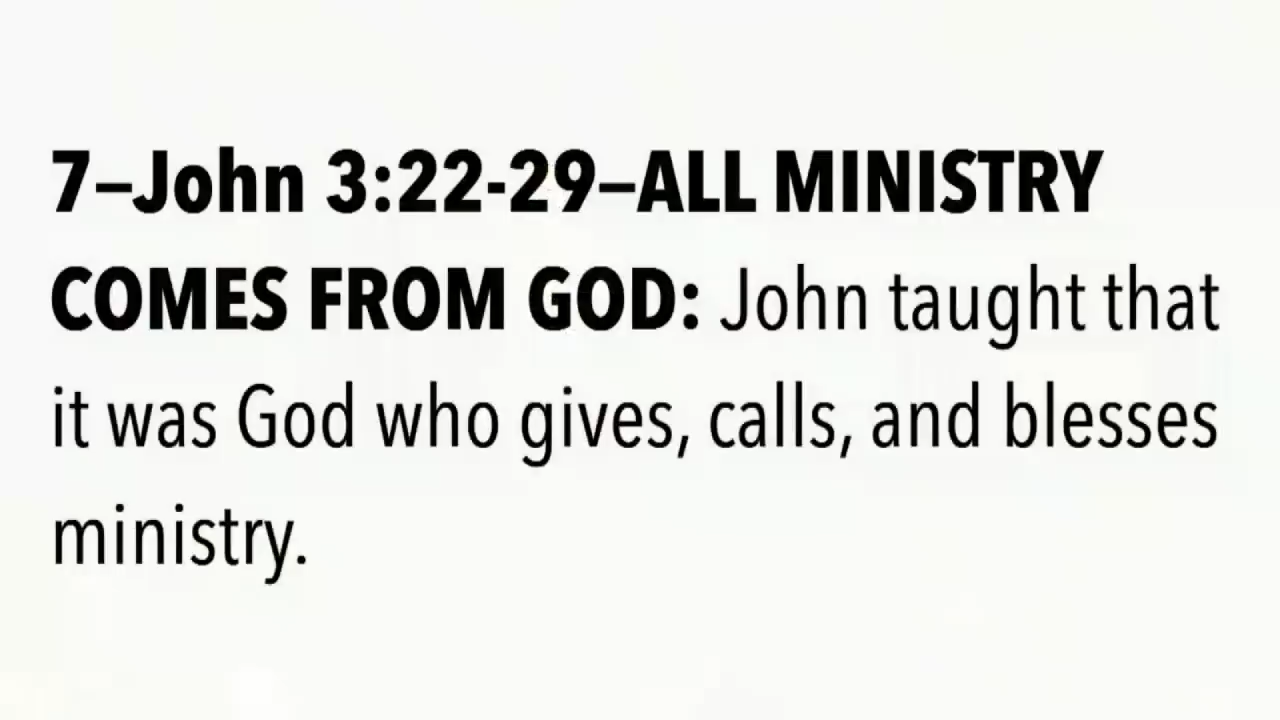 7–John 3:22-29–ALL MINISTRY
COMES FROM GOD: John taught that
it was God who gives, calls, and blesses
ministry.